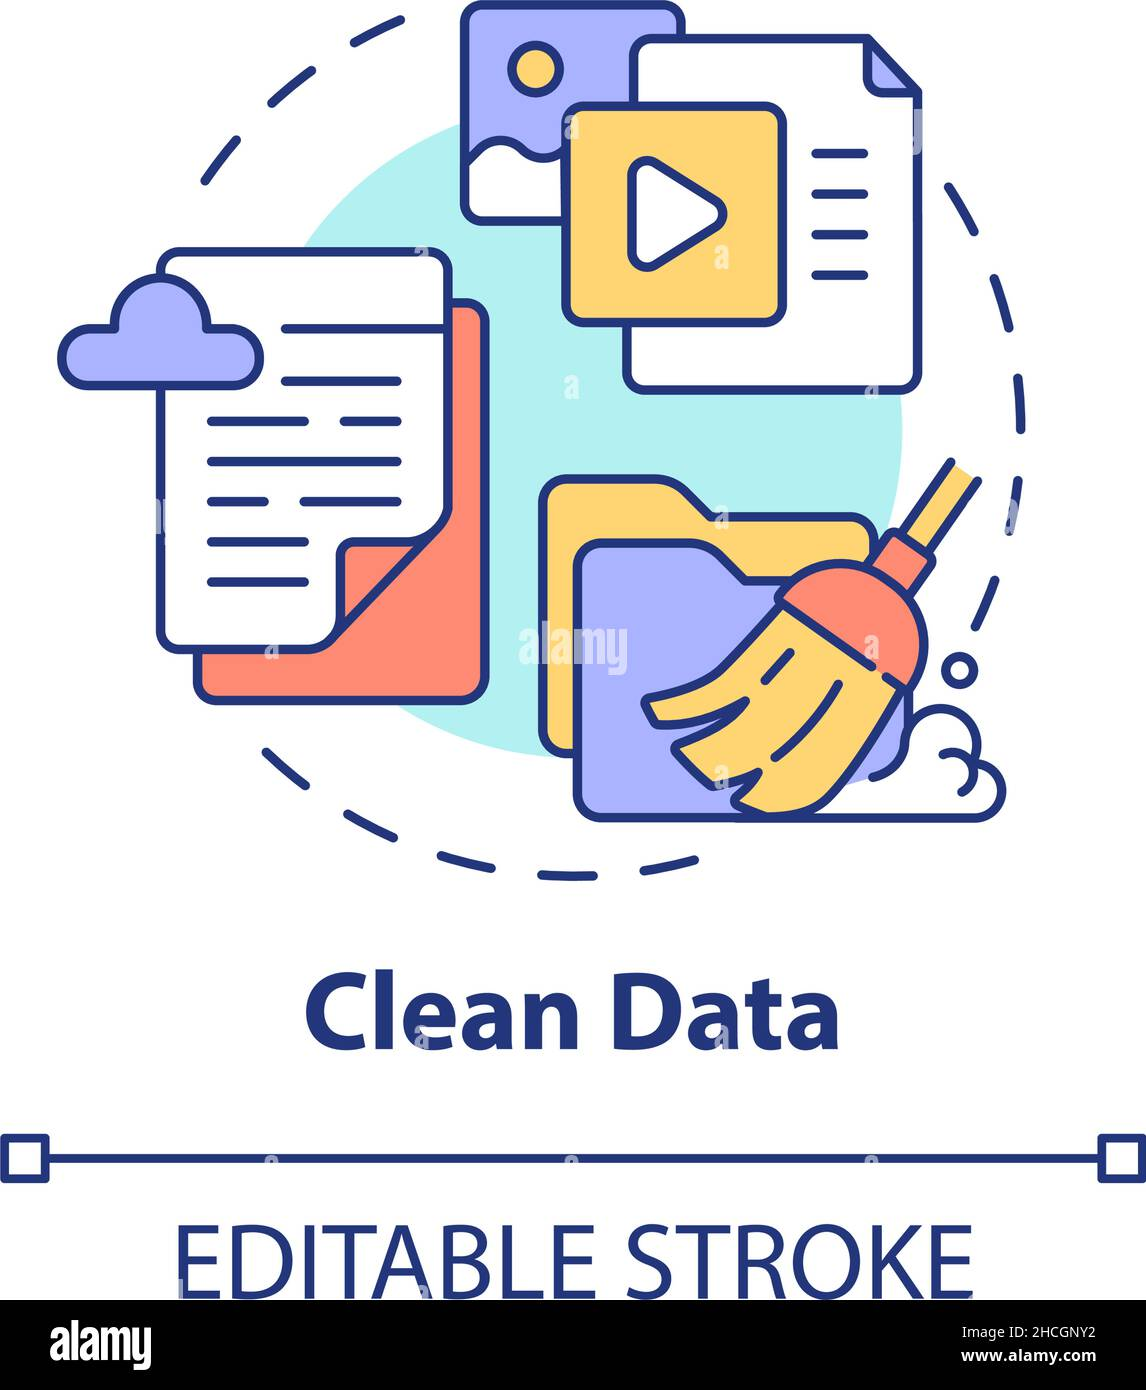 Clean Data
EDITABLE STROKE
alamy
Image ID: 2HCGNY2
www.alamy.com